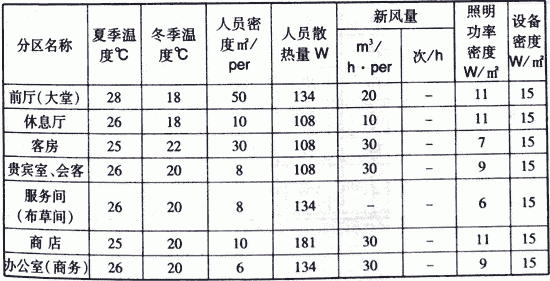 分区名称 夏季温度℃ 冬季温度℃ 人员密度㎡/per 人员散热量 W 新风量 m³/h·per 次/h 照明功率密度W/㎡ 设备密度W/㎡
前厅(大堂) 28 18 50 134 20 – 11 15
休息厅 26 18 10 108 10 – 11 15
客房 25 22 30 108 30 – 7 15
贵宾室、会客 26 20 8 108 30 – 9 15
服务间(布草间) 26 20 8 134 – – 6 15
商店 25 20 10 181 30 – 11 15
办公室(商务) 26 20 6 134 30 – 9 15